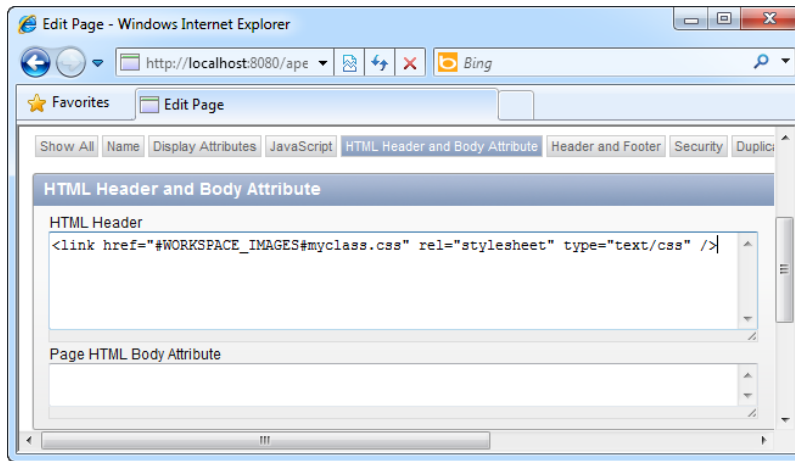 Edit Page - Windows Internet Explorer
http://localhost:8080/ape
Bing
Favorites
Edit Page
Show All Name Display Attributes JavaScript HTML Header and Body Attribute Header and Footer Security Duplica
HTML Header and Body Attribute
HTML Header
<link href="#WORKSPACE_IMAGES#myclass.css" rel="stylesheet" type="text/css" />
Page HTML Body Attribute